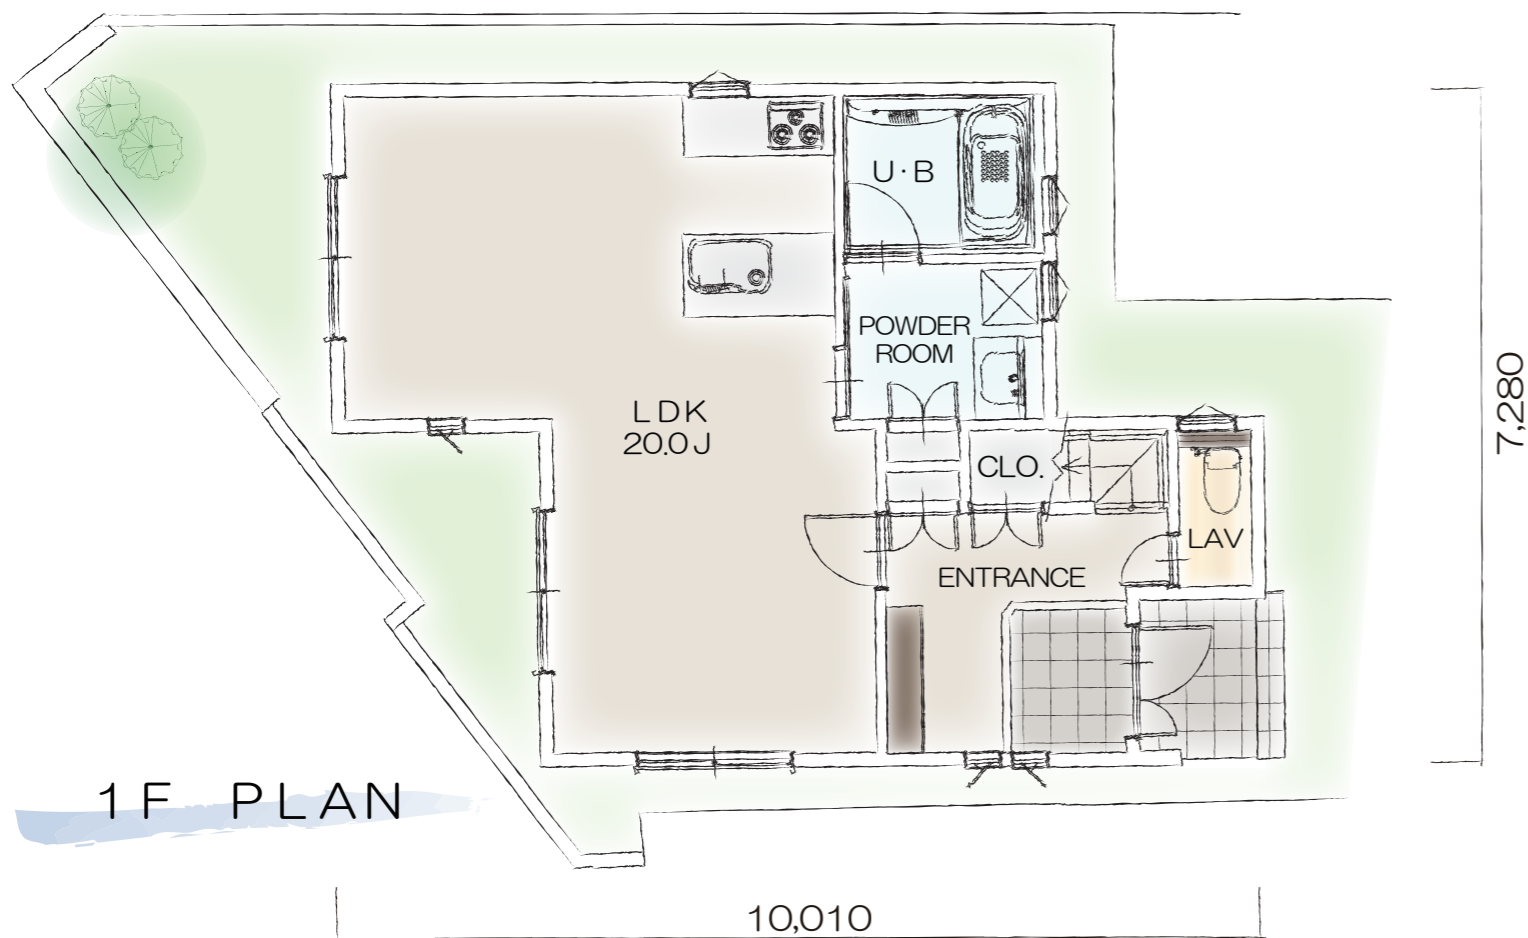 U・B
POWDER
ROOM
LDK
20.0J
CLO.
LAV
ENTRANCE
7,280
1F PLAN
10,010